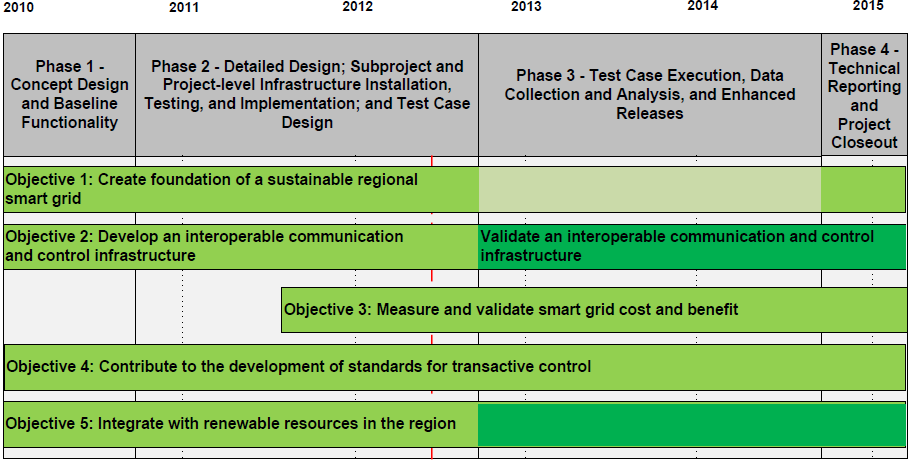 2010 2011 2012 2013 2014 2015
Phase 1 -
Concept Design
and Baseline
Functionality
Phase 2 - Detailed Design; Subproject and
Project-level Infrastructure Installation,
Testing, and Implementation; and Test Case
Design
Phase 3 - Test Case Execution, Data
Collection and Analysis, and Enhanced
Releases
Phase 4 -
Technical
Reporting
and
Project
Closeout
Objective 1: Create foundation of a sustainable regional
smart grid
Objective 2: Develop an interoperable communication
and control infrastructure
Validate an interoperable communication and control
infrastructure
Objective 3: Measure and validate smart grid cost and benefit
Objective 4: Contribute to the development of standards for transactive control
Objective 5: Integrate with renewable resources in the region